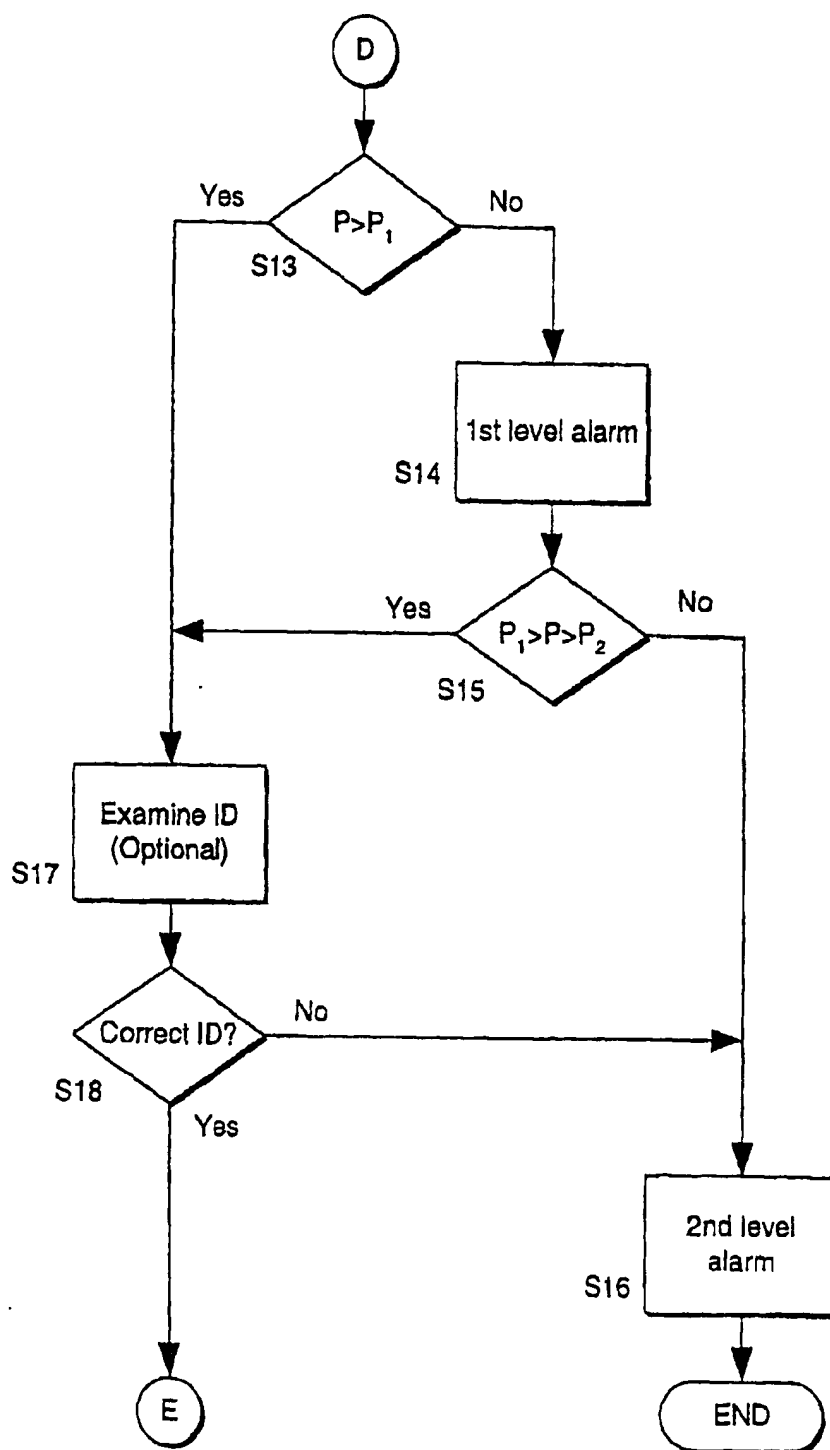 D
Yes
No
P>P₁
S13
1st level alarm
S14
Yes
No
P₁>P>P₂
S15
Examine ID
(Optional)
S17
Correct ID?
No
S18
Yes
2nd level
alarm
S16
E
END